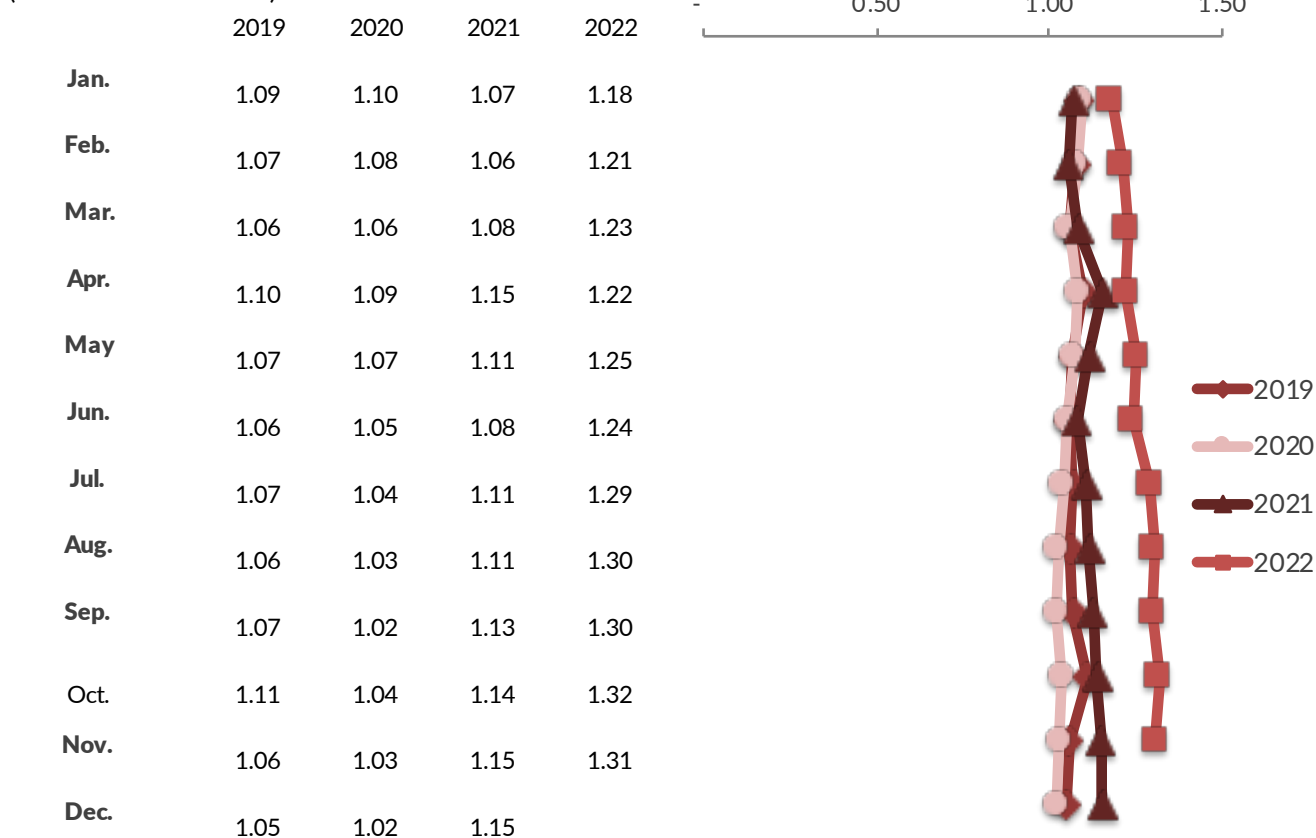 - 0.50 1.00 1.50
2019 2020 2021 2022
Jan. 1.09 1.10 1.07 1.18
Feb. 1.07 1.08 1.06 1.21
Mar. 1.06 1.06 1.08 1.23
Apr. 1.10 1.09 1.15 1.22
May 1.07 1.07 1.11 1.25
Jun. 1.06 1.05 1.08 1.24
Jul. 1.07 1.04 1.11 1.29
Aug. 1.06 1.03 1.11 1.30
Sep. 1.07 1.02 1.13 1.30
Oct. 1.11 1.04 1.14 1.32
Nov. 1.06 1.03 1.15 1.31
Dec. 1.05 1.02 1.15
2019
2020
2021
2022